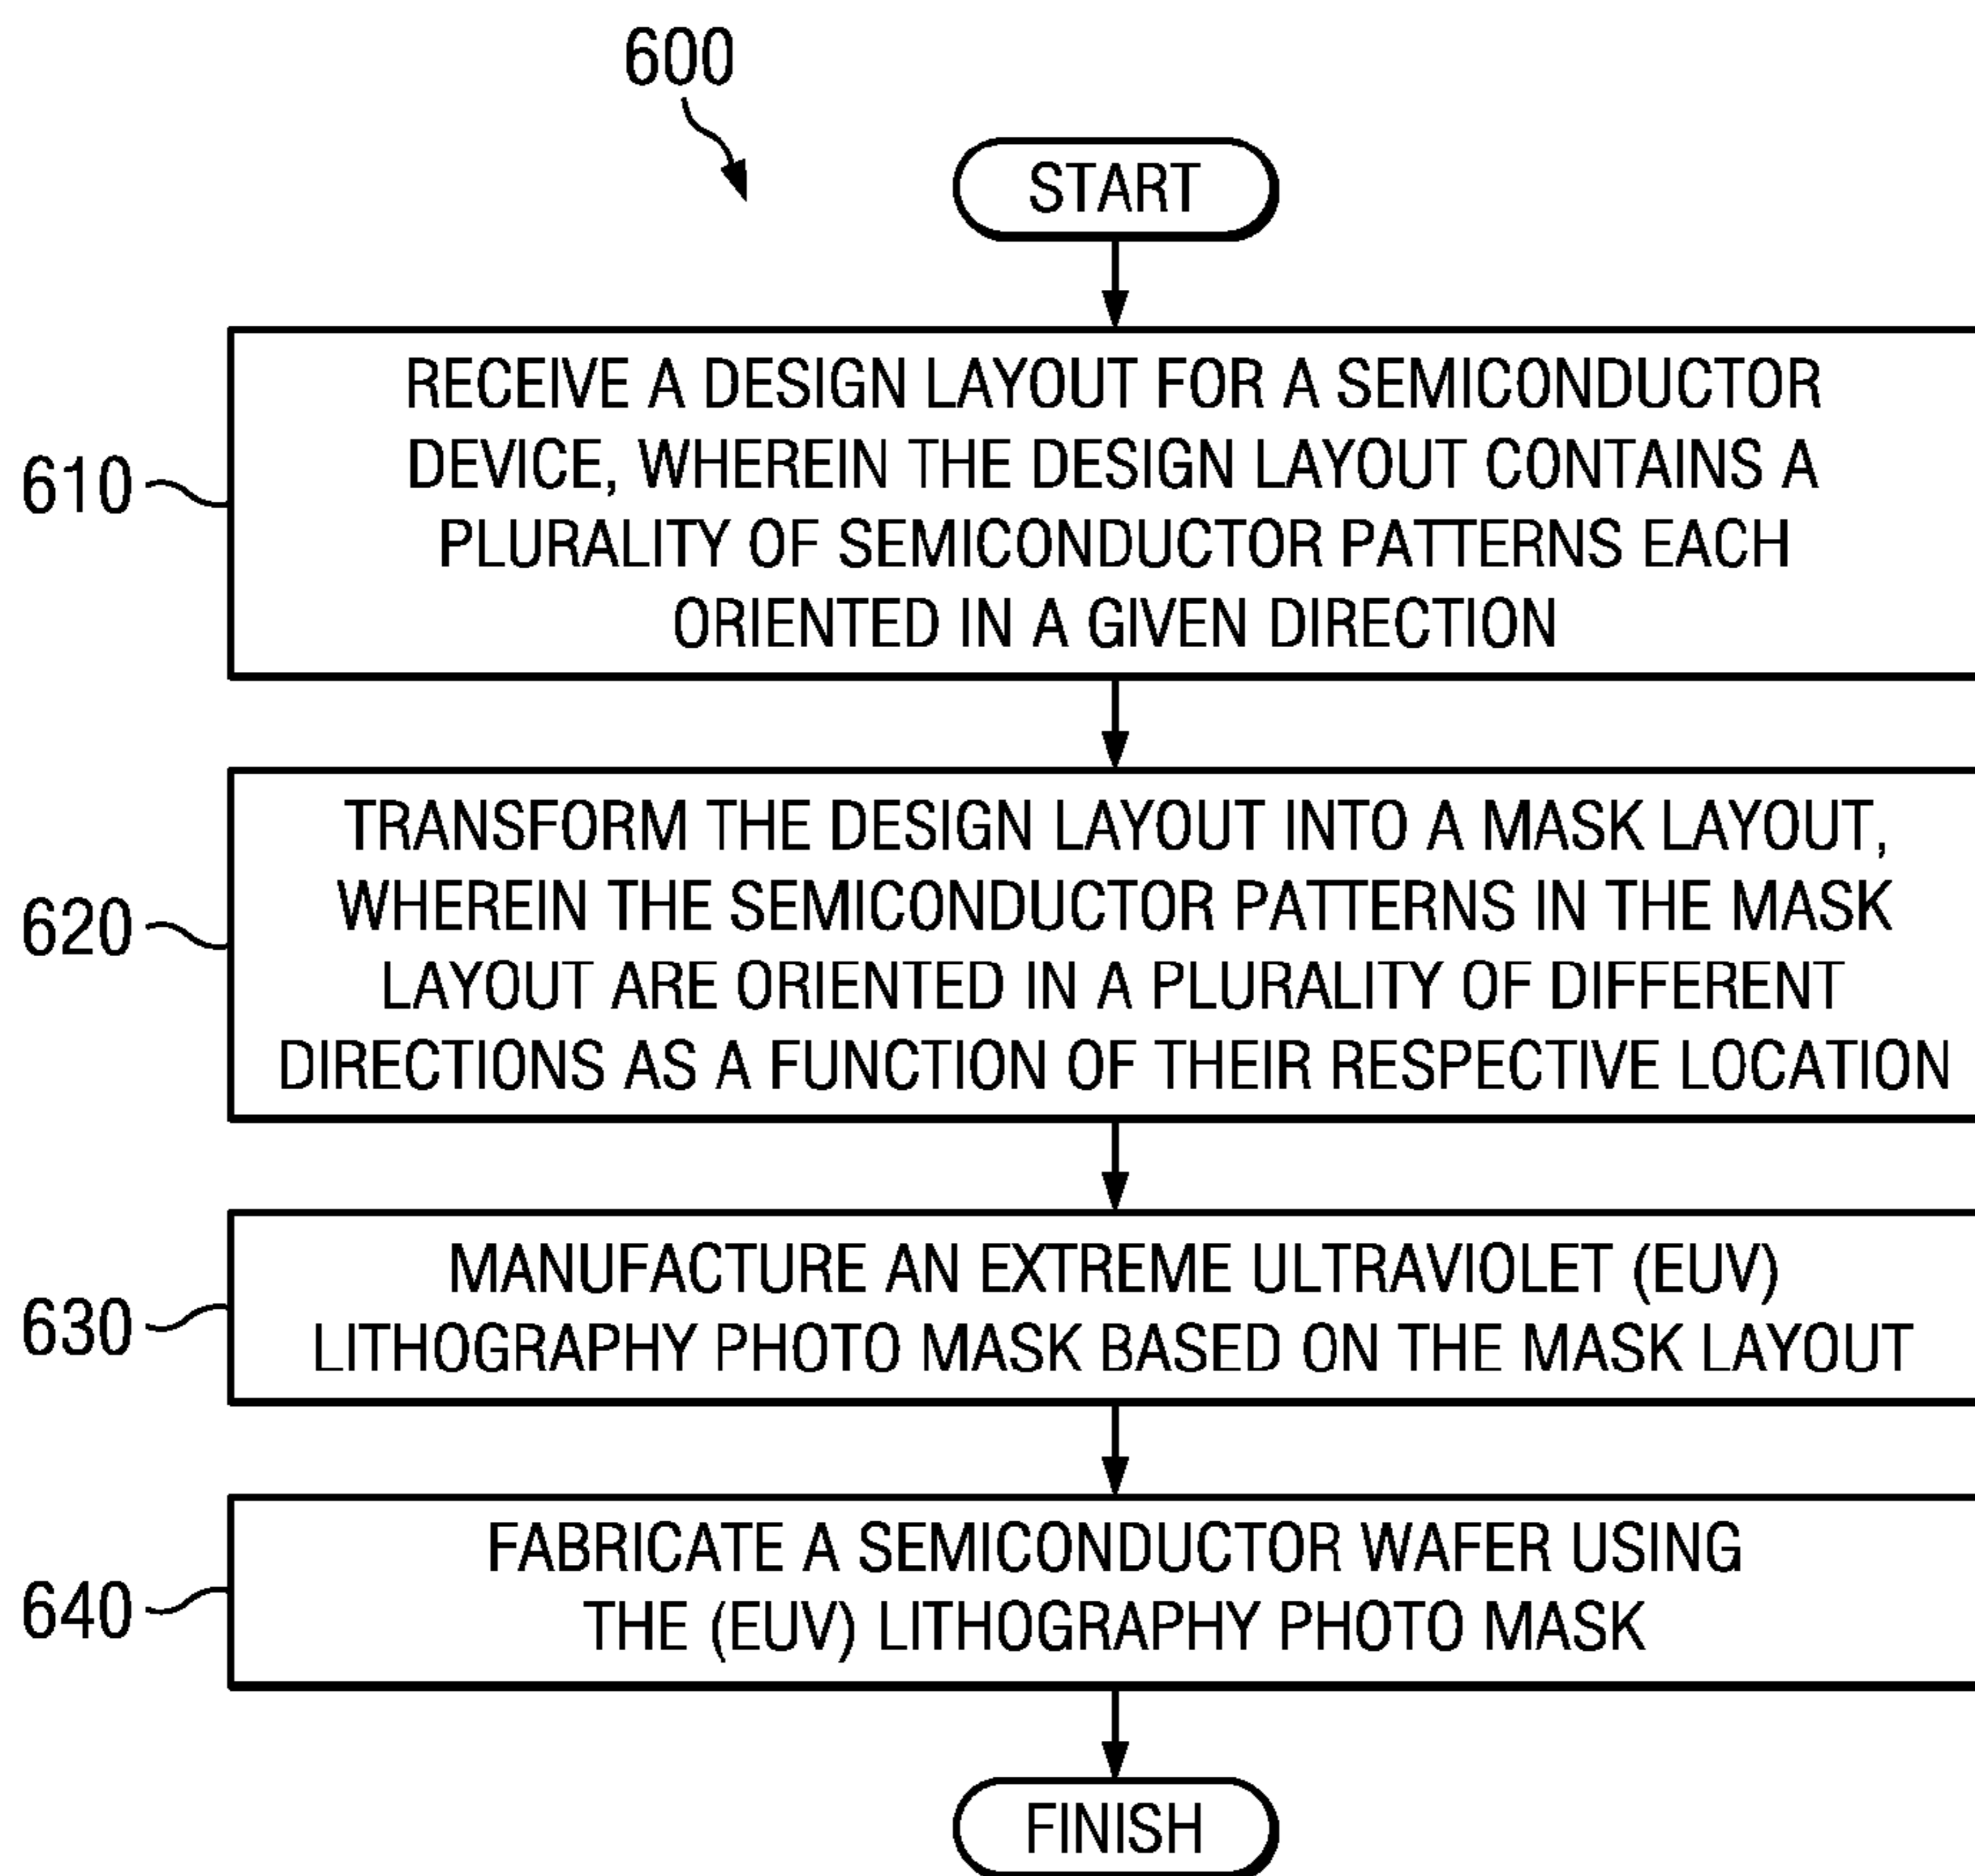 600
START
610
RECEIVE A DESIGN LAYOUT FOR A SEMICONDUCTOR
DEVICE, WHEREIN THE DESIGN LAYOUT CONTAINS A
PLURALITY OF SEMICONDUCTOR PATTERNS EACH
ORIENTED IN A GIVEN DIRECTION
620
TRANSFORM THE DESIGN LAYOUT INTO A MASK LAYOUT,
WHEREIN THE SEMICONDUCTOR PATTERNS IN THE MASK
LAYOUT ARE ORIENTED IN A PLURALITY OF DIFFERENT
DIRECTIONS AS A FUNCTION OF THEIR RESPECTIVE LOCATION
630
MANUFACTURE AN EXTREME ULTRAVIOLET (EUV)
LITHOGRAPHY PHOTO MASK BASED ON THE MASK LAYOUT
640
FABRICATE A SEMICONDUCTOR WAFER USING
THE (EUV) LITHOGRAPHY PHOTO MASK
FINISH